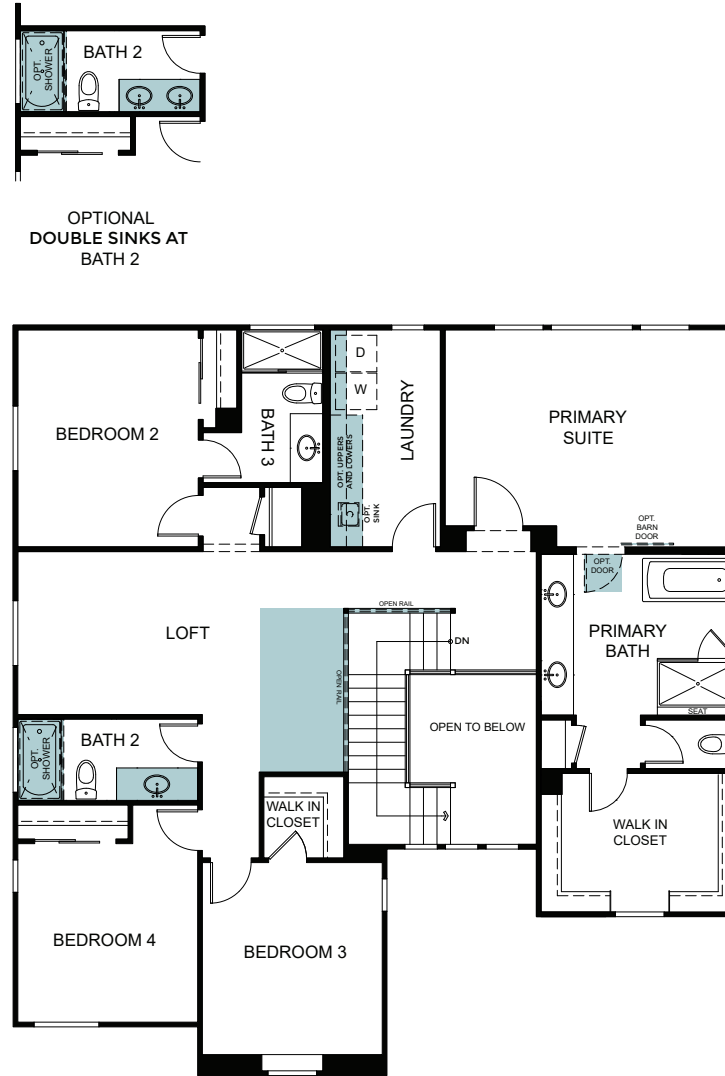 BATH 2
OPT.
SHOWER
OPTIONAL
DOUBLE SINKS AT
BATH 2
D
W
BEDROOM 2
BATH 3
LAUNDRY
OPT. UPPERS
AND LOWERS
OPT.
SINK
PRIMARY
SUITE
OPT.
BARN
DOOR
OPT.
DOOR
OPEN RAIL
LOFT
DN
OPEN RAIL
PRIMARY
BATH
SEAT
OPEN TO BELOW
BATH 2
OPT.
SHOWER
WALK IN
CLOSET
WALK IN
CLOSET
BEDROOM 4
BEDROOM 3